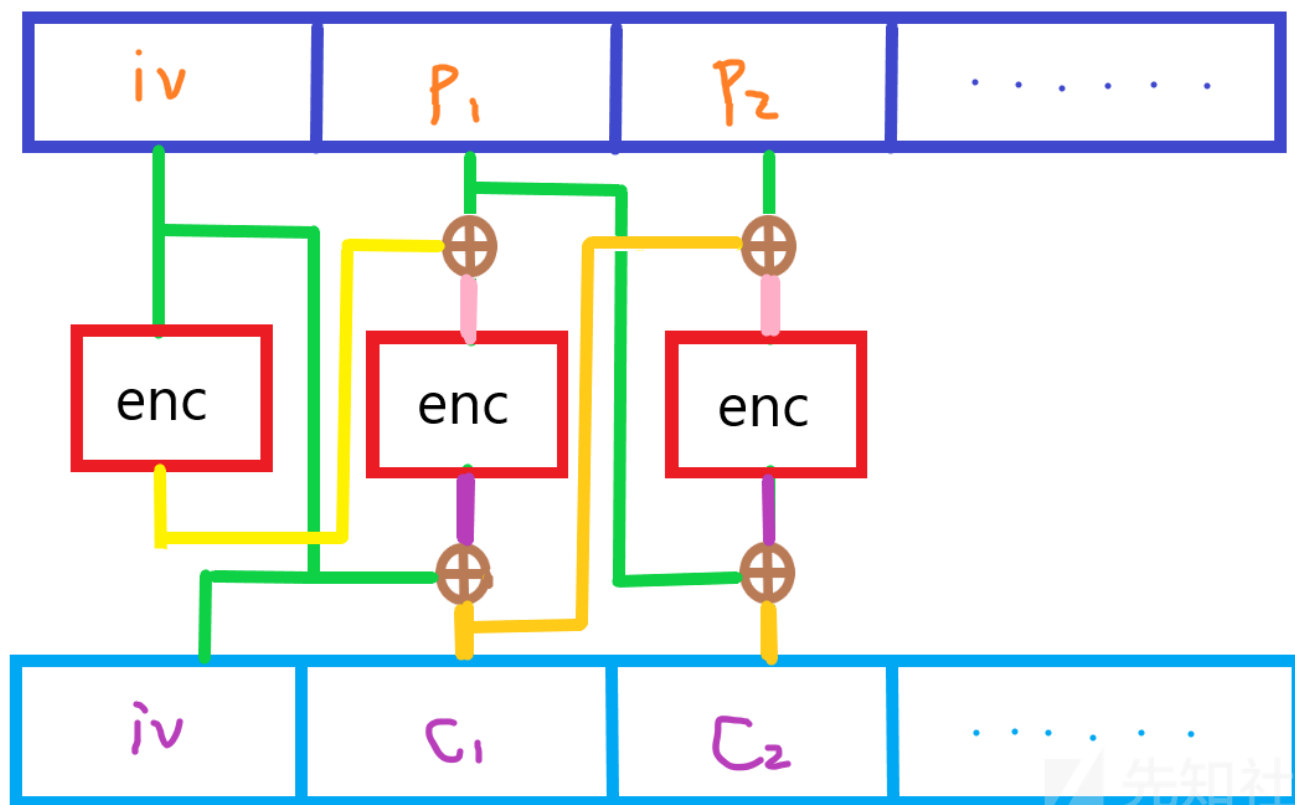 iv P₁ P₂ ......
enc enc enc
iv C₁ C₂ ......
先知社